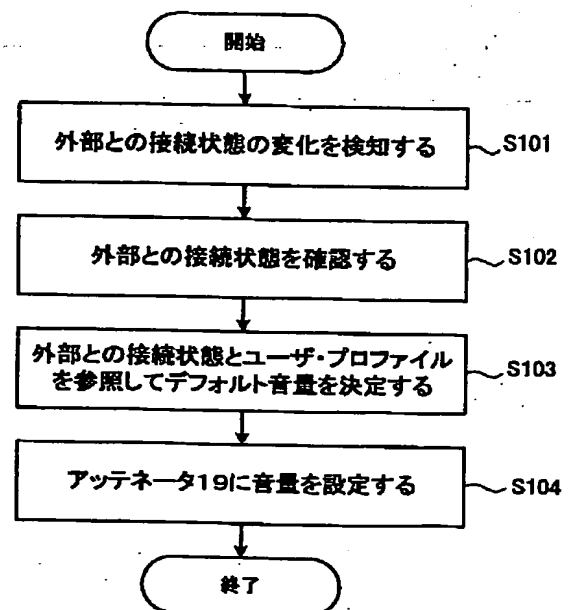 開始
外部との接続状態の変化を検知する
S101
外部との接続状態を確認する
S102
外部との接続状態とユーザ・プロファイル
を参照してデフォルト音量を決定する
S103
アッテネータ19に音量を設定する
S104
終了